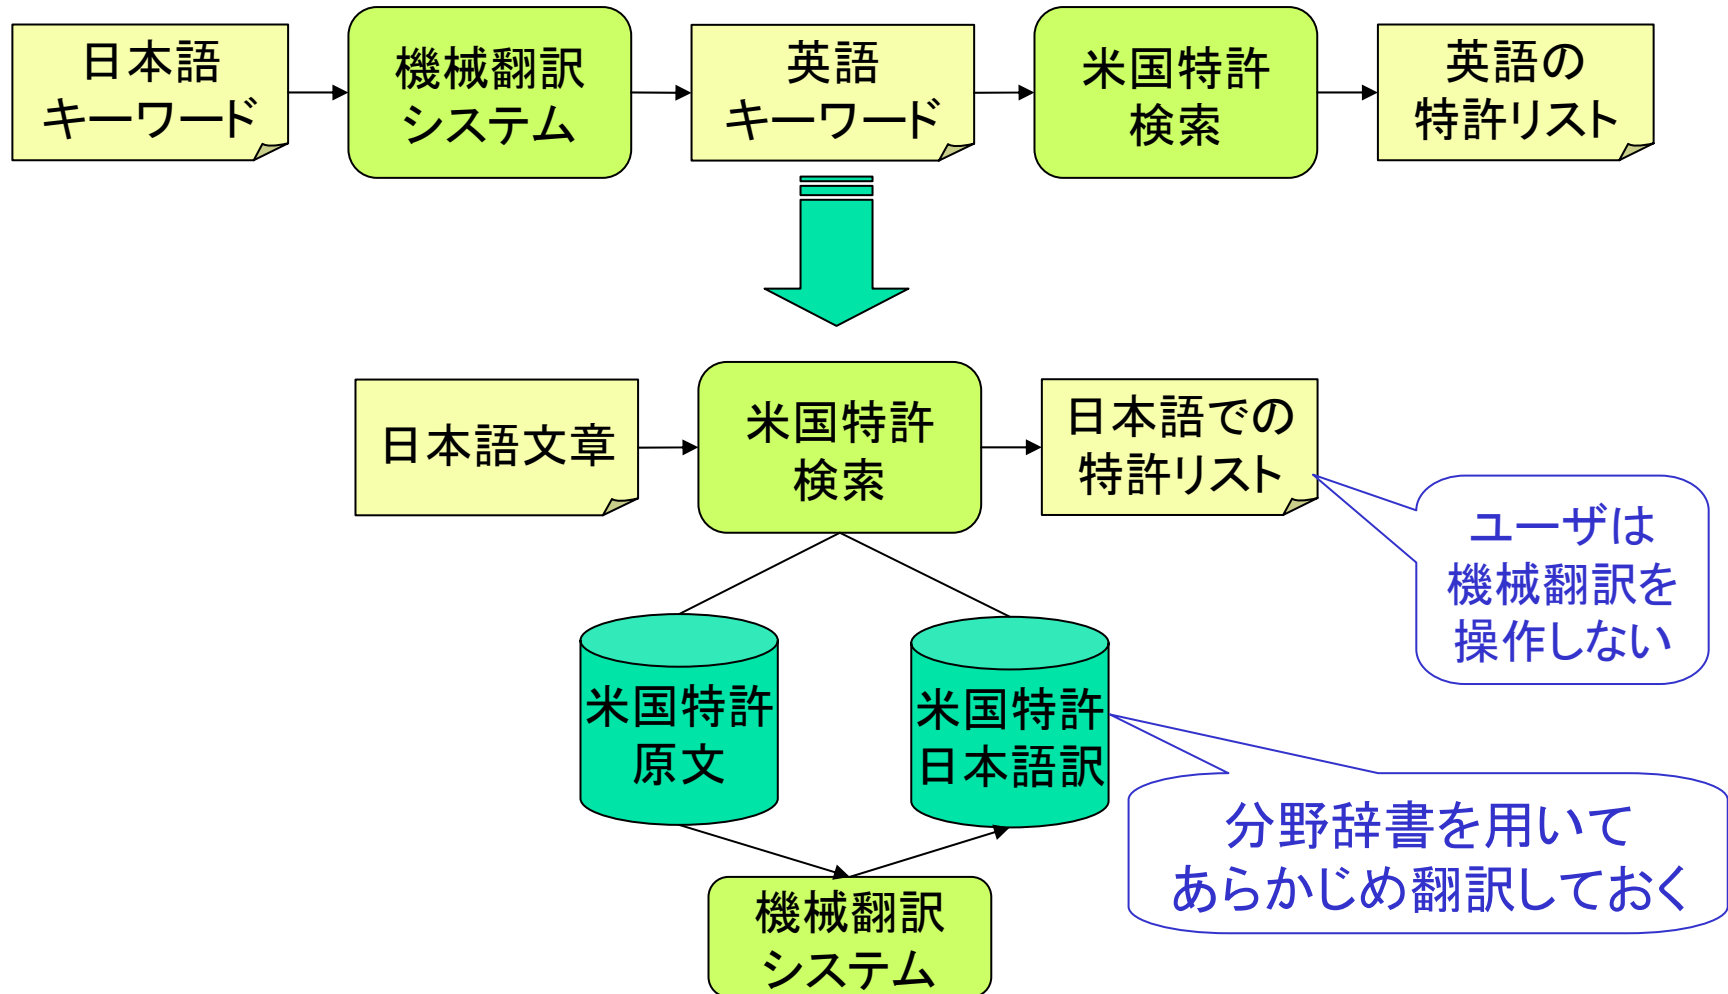 日本語
キーワード
機械翻訳
システム
英語
キーワード
米国特許
検索
英語の
特許リスト
日本語文章
米国特許
検索
日本語での
特許リスト
ユーザは
機械翻訳を
操作しない
米国特許
原文
米国特許
日本語訳
分野辞書を用いて
あらかじめ翻訳しておく
機械翻訳
システム